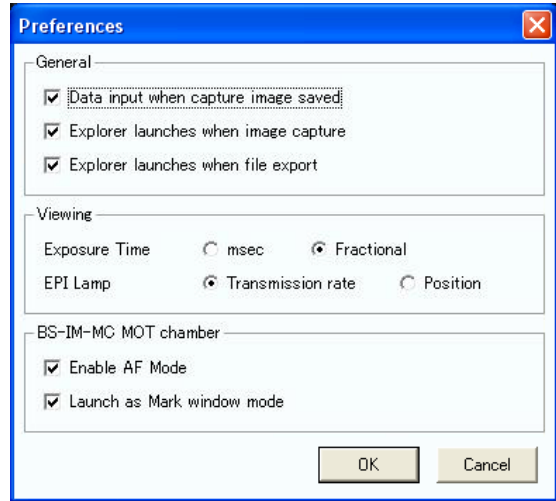 Preferences
General
Data input when capture image saved
Explorer launches when image capture
Explorer launches when file export
Viewing
Exposure Time msec Fractional
EPI Lamp Transmission rate Position
BS-IM-MC MOT chamber
Enable AF Mode
Launch as Mark window mode
OK Cancel